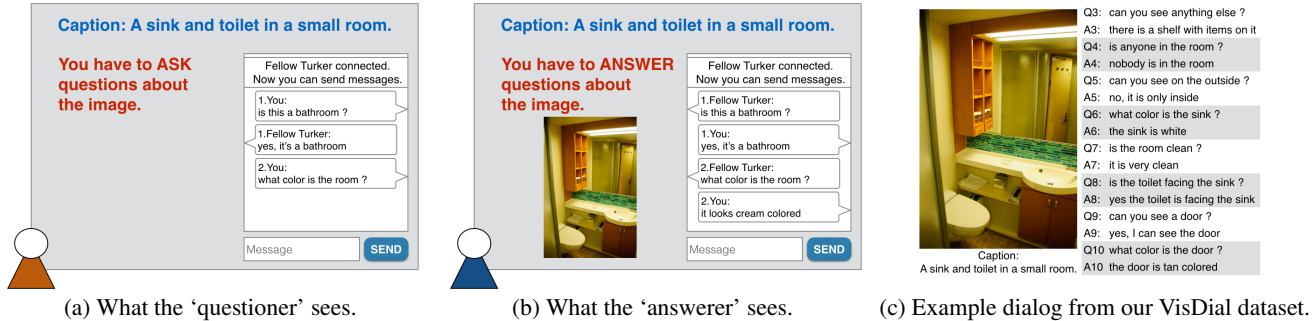 Caption: A sink and toilet in a small room.
You have to ASK
questions about
the image.
Fellow Turker connected.
Now you can send messages.
1.You:
is this a bathroom ?
1.Fellow Turker:
yes, it's a bathroom
2.You:
what color is the room ?
Message
SEND
(a) What the ‘questioner’ sees.
Caption: A sink and toilet in a small room.
You have to ANSWER
questions about
the image.
Fellow Turker connected.
Now you can send messages.
1.Fellow Turker:
is this a bathroom ?
1.You:
yes, it's a bathroom
2.Fellow Turker:
what color is the room ?
2.You:
it looks cream colored
Message
SEND
(b) What the ‘answerer’ sees.
Caption:
A sink and toilet in a small room.
Q3: can you see anything else ?
A3: there is a shelf with items on it
Q4: is anyone in the room ?
A4: nobody is in the room
Q5: can you see on the outside ?
A5: no, it is only inside
Q6: what color is the sink ?
A6: the sink is white
Q7: is the room clean ?
A7: it is very clean
Q8: is the toilet facing the sink ?
A8: yes the toilet is facing the sink
Q9: can you see a door ?
A9: yes, I can see the door
Q10 what color is the door ?
A10 the door is tan colored
(c) Example dialog from our VisDial dataset.